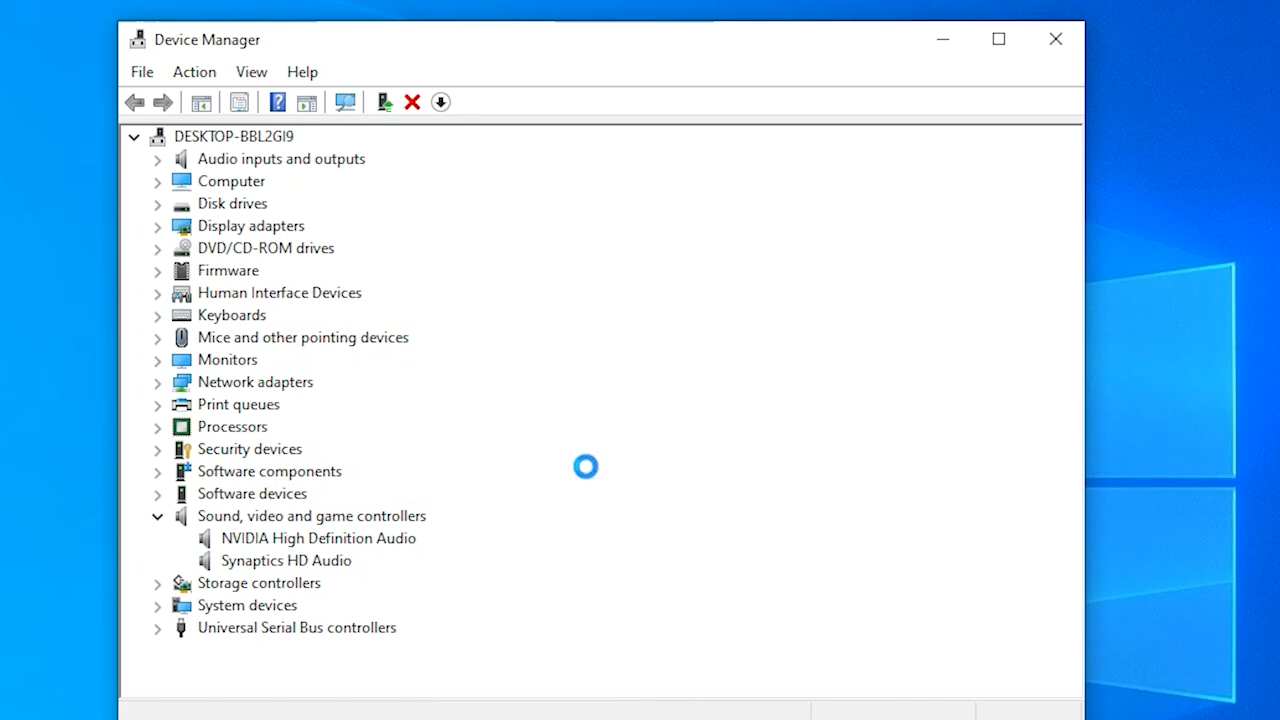 Device Manager
File Action View Help
DESKTOP-BBL2GI9
Audio inputs and outputs
Computer
Disk drives
Display adapters
DVD/CD-ROM drives
Firmware
Human Interface Devices
Keyboards
Mice and other pointing devices
Monitors
Network adapters
Print queues
Processors
Security devices
Software components
Software devices
Sound, video and game controllers
NVIDIA High Definition Audio
Synaptics HD Audio
Storage controllers
System devices
Universal Serial Bus controllers